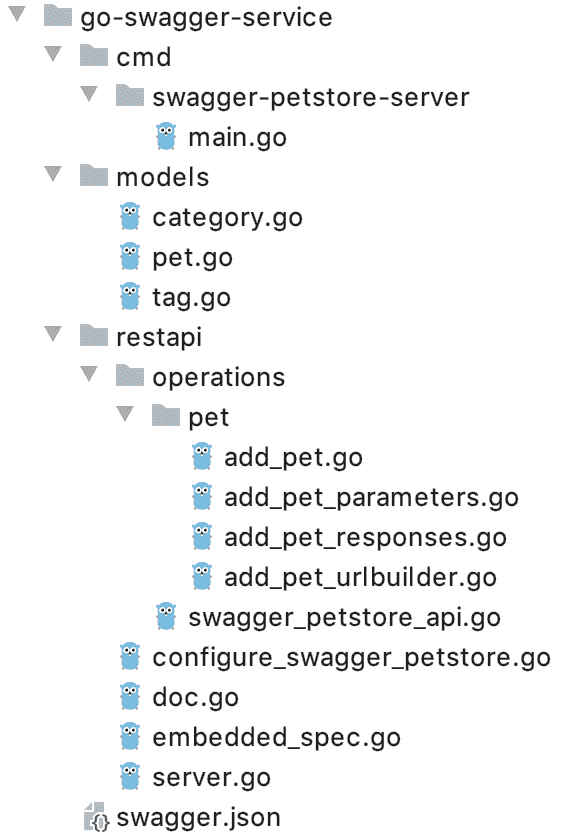 go-swagger-service
cmd
swagger-petstore-server
main.go
models
category.go
pet.go
tag.go
restapi
operations
pet
add_pet.go
add_pet_parameters.go
add_pet_responses.go
add_pet_urlbuilder.go
swagger_petstore_api.go
configure_swagger_petstore.go
doc.go
embedded_spec.go
server.go
swagger.json